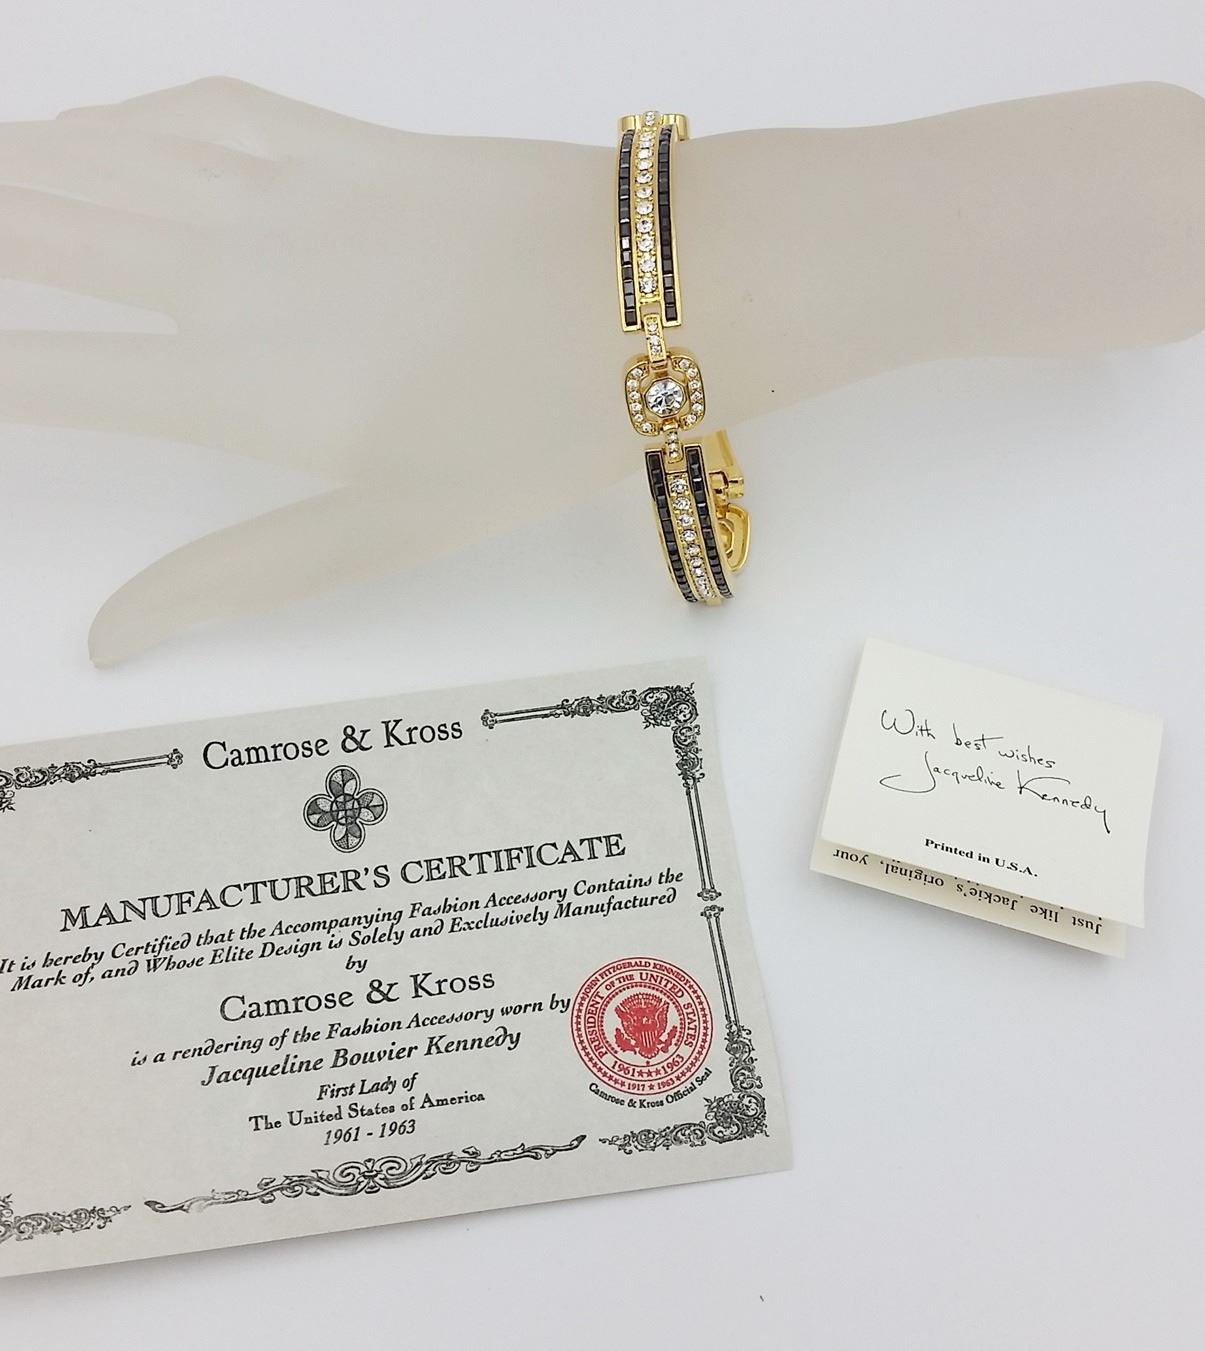 Camrose & Kross
MANUFACTURER'S CERTIFICATE
It is hereby Certified that the Accompanying Fashion Accessory Contains the
Mark of, and Whose Elite Design is Solely and Exclusively Manufactured
by
Camrose & Kross
is a rendering of the Fashion Accessory worn by
Jacqueline Bouvier Kennedy
First Lady of
The United States of America
1961 - 1963
JOHN FITZGERALD KENNEDY
PRESIDENT OF THE UNITED STATES
1961★★★1963
1917 ★ 1963
Camrose & Kross Official Seal
With best wishes
Jacqueline Kennedy
Printed in U.S.A.
Just like Jackie's original, your